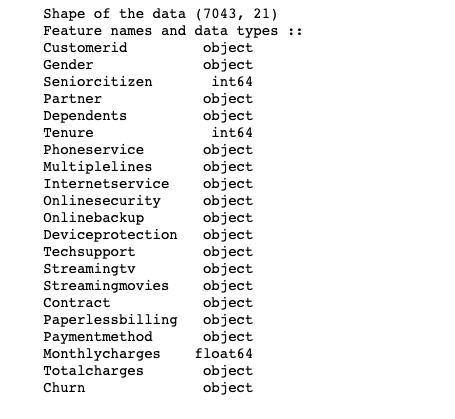 Shape of the data (7043, 21)
Feature names and data types ::
Customerid object
Gender object
Seniorcitizen int64
Partner object
Dependents object
Tenure int64
Phoneservice object
Multiplelines object
Internetservice object
Onlinesecurity object
Onlinebackup object
Deviceprotection object
Techsupport object
Streamingtv object
Streamingmovies object
Contract object
Paperlessbilling object
Paymentmethod object
Monthlycharges float64
Totalcharges object
Churn object